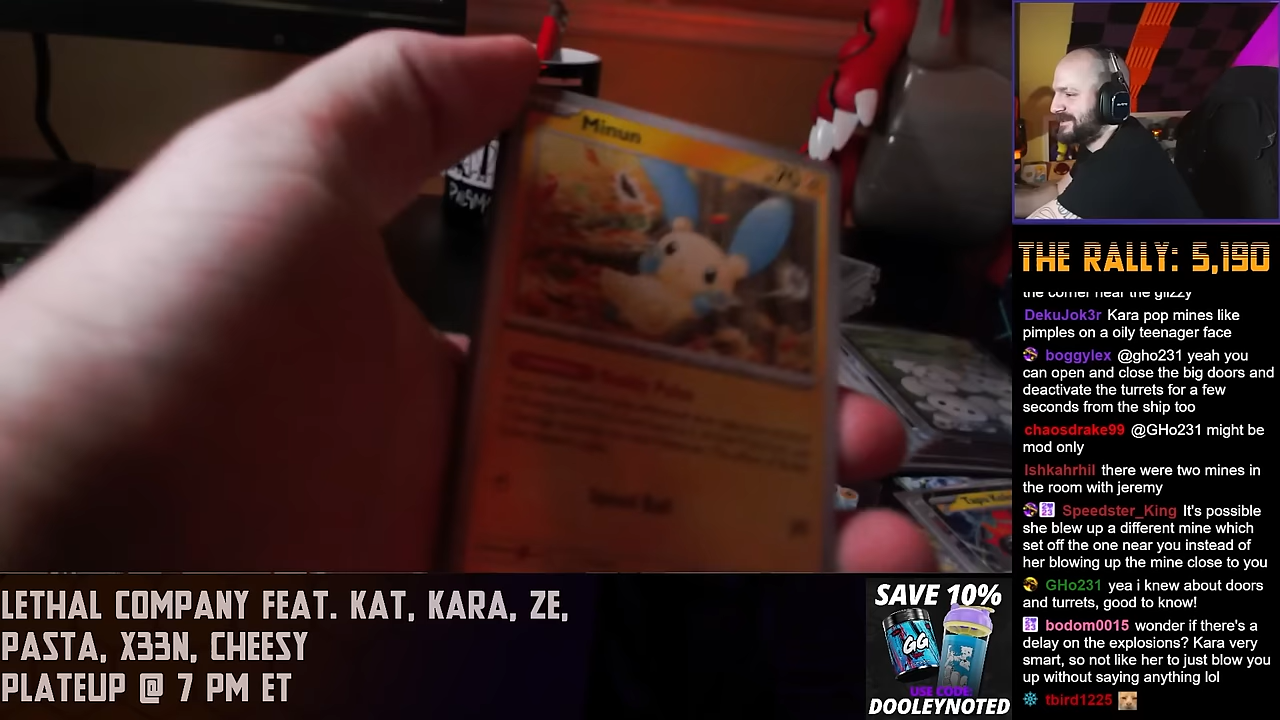 Minun
Speed Ball
THE RALLY: 5,190
the corner near the glizzy
DekuJok3r Kara pop mines like
pimples on a oily teenager face
boggylex @gho231 yeah you
can open and close the big doors and
deactivate the turrets for a few
seconds from the ship too
chaosdrake99 @GHo231 might be
mod only
Ishkahrhil there were two mines in
the room with jeremy
Speedster_King It's possible
she blew up a different mine which
set off the one near you instead of
her blowing up the mine close to you
GHo231 yea i knew about doors
and turrets, good to know!
bodom0015 wonder if there's a
delay on the explosions? Kara very
smart, so not like her to just blow you
up without saying anything lol
tbird1225
LETHAL COMPANY FEAT. KAT, KARA, ZE,
PASTA, X33N, CHEESY
PLATEUP @ 7 PM ET
SAVE 10%
GG
USE CODE:
DOOLEYNOTED